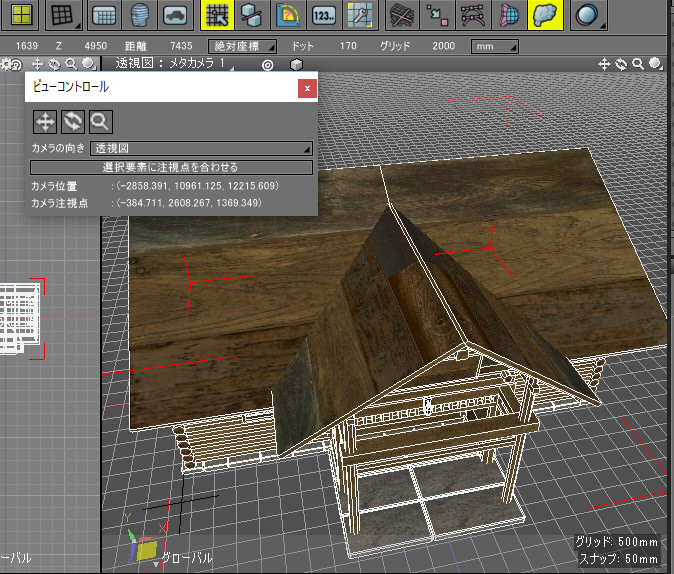 123..
1639 Z 4950 距離 7435 絶対座標 ドット 170 グリッド 2000 mm
透視図 : メタカメラ 1
ビューコントロール
x
カメラの向き 透視図
選択要素に注視点を合わせる
カメラ位置 :(-2858.391, 10961.125, 12215.609)
カメラ注視点 :(-384.711, 2608.267, 1369.349)
グリッド: 500mm
スナップ: 50mm
Y
X
ーバル
グローバル